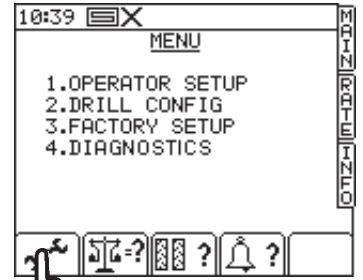 10:39
MENU
1.OPERATOR SETUP
2.DRILL CONFIG
3.FACTORY SETUP
4.DIAGNOSTICS
MAIN
RATE
INFO
=?
?
?